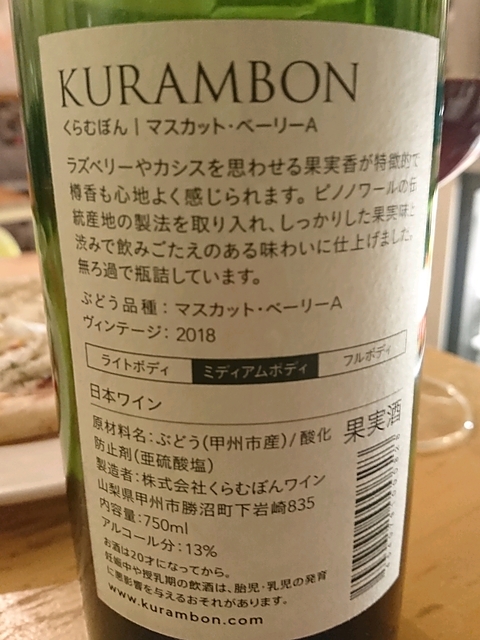 KURAMBON
くらむぼん | マスカット・ベーリーA
ラズベリーやカシスを思わせる果実香が特徴的で
樽香も心地よく感じられます。ピノノワールの伝
統産地の製法を取り入れ、しっかりした果実味と
渋みで飲みごたえのある味わいに仕上げました。
無ろ過で瓶詰しています。
ぶどう品種：マスカット・ベーリーA
ヴィンテージ：2018
ライトボディ ミディアムボディ フルボディ
日本ワイン
果実酒
原材料名：ぶどう(甲州市産)/酸化
防止剤(亜硫酸塩)
製造者：株式会社くらむぼんワイン
山梨県甲州市勝沼町下岩崎835
内容量：750ml
アルコール分：13%
お酒は20才になってから。
妊娠中や授乳期の飲酒は、胎児・乳児の発育
に悪影響を与えるおそれがあります。
www.kurambon.com